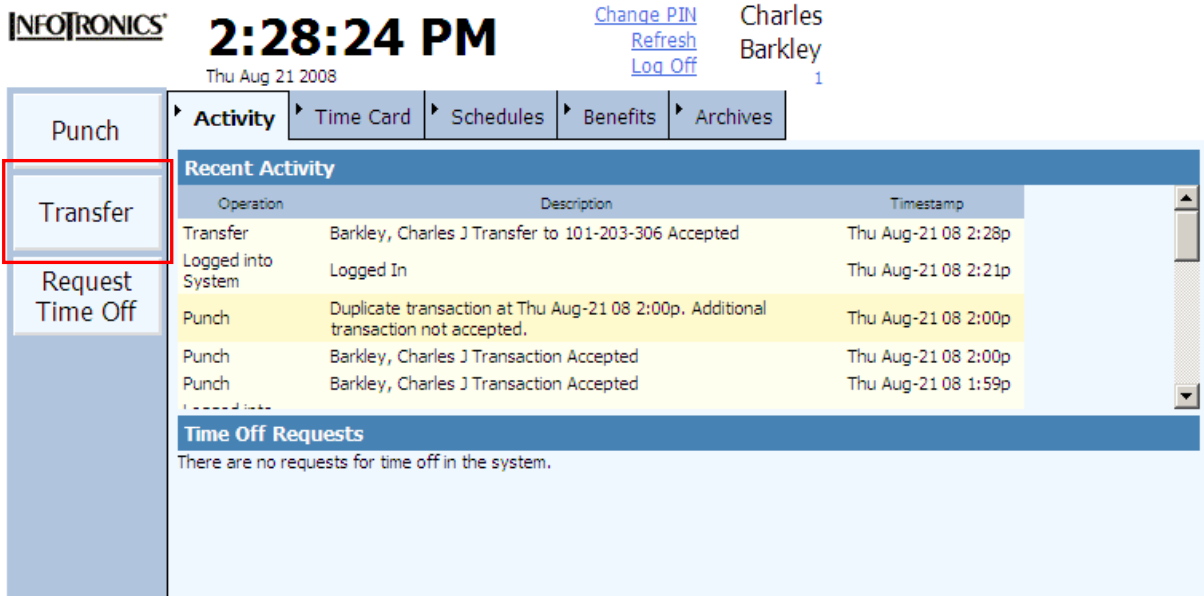 INFOTRONICS®
2:28:24 PM
Thu Aug 21 2008
Change PIN
Refresh
Log Off
Charles
Barkley
1
Punch
Transfer
Request
Time Off
Activity
Time Card
Schedules
Benefits
Archives
Recent Activity
Operation Description Timestamp
Transfer Barkley, Charles J Transfer to 101-203-306 Accepted Thu Aug-21 08 2:28p
Logged into
System
Logged In Thu Aug-21 08 2:21p
Punch
Duplicate transaction at Thu Aug-21 08 2:00p. Additional
transaction not accepted.
Thu Aug-21 08 2:00p
Punch Barkley, Charles J Transaction Accepted Thu Aug-21 08 2:00p
Punch Barkley, Charles J Transaction Accepted Thu Aug-21 08 1:59p
Logged into
Time Off Requests
There are no requests for time off in the system.